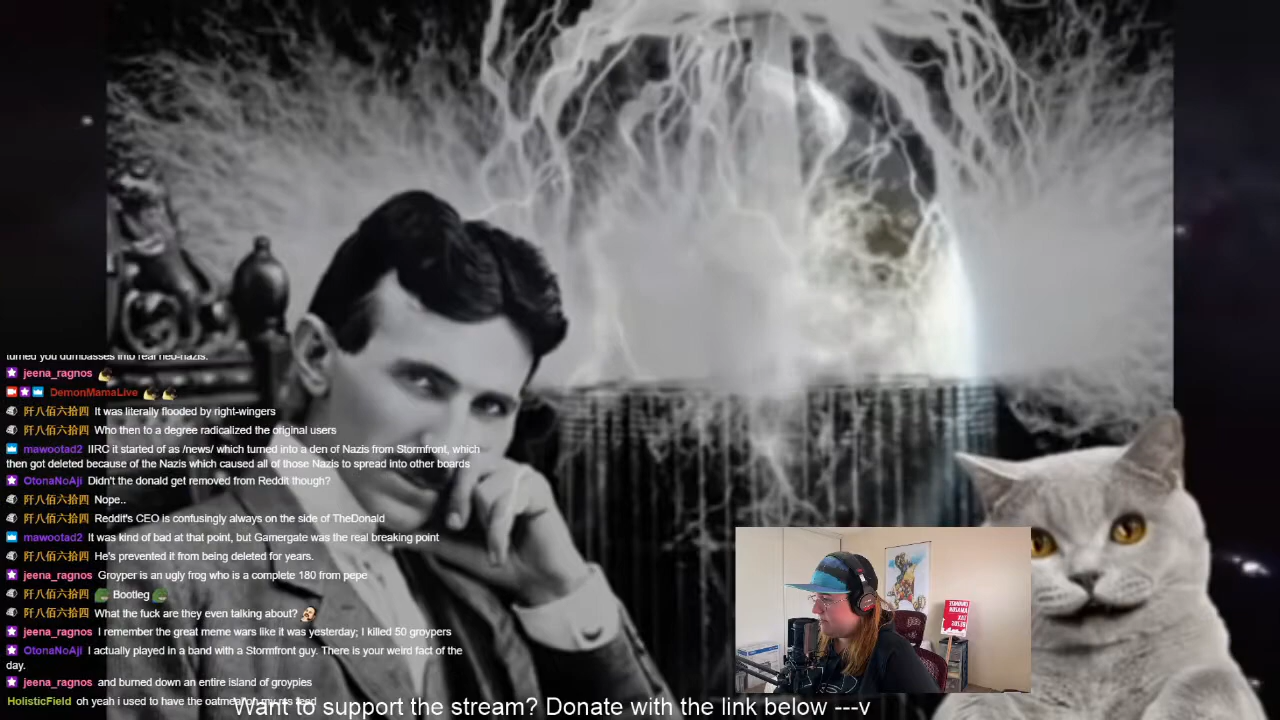 turned you dumbasses into real neo-nazis.
jeena_ragnos
DemonMamaLive
阡八佰六拾四 It was literally flooded by right-wingers
阡八佰六拾四 Who then to a degree radicalized the original users
mawootad2 IIRC it started of as /news/ which turned into a den of Nazis from Stormfront, which
then got deleted because of the Nazis which caused all of those Nazis to spread into other boards
OtonaNoAji Didn't the donald get removed from Reddit though?
阡八佰六拾四 Nope..
阡八佰六拾四 Reddit's CEO is confusingly always on the side of TheDonald
mawootad2 It was kind of bad at that point, but Gamergate was the real breaking point
阡八佰六拾四 He's prevented it from being deleted for years.
jeena_ragnos Groyper is an ugly frog who is a complete 180 from pepe
阡八佰六拾四 Bootleg
阡八佰六拾四 What the fuck are they even talking about?
jeena_ragnos I remember the great meme wars like it was yesterday; I killed 50 groypers
OtonaNoAji I actually played in a band with a Stormfront guy. There is your weird fact of the
day.
jeena_ragnos and burned down an entire island of groypies
HolisticField oh yeah i used to have the oatmeal on my rss feed
Want to support the stream? Donate with the link below ---v